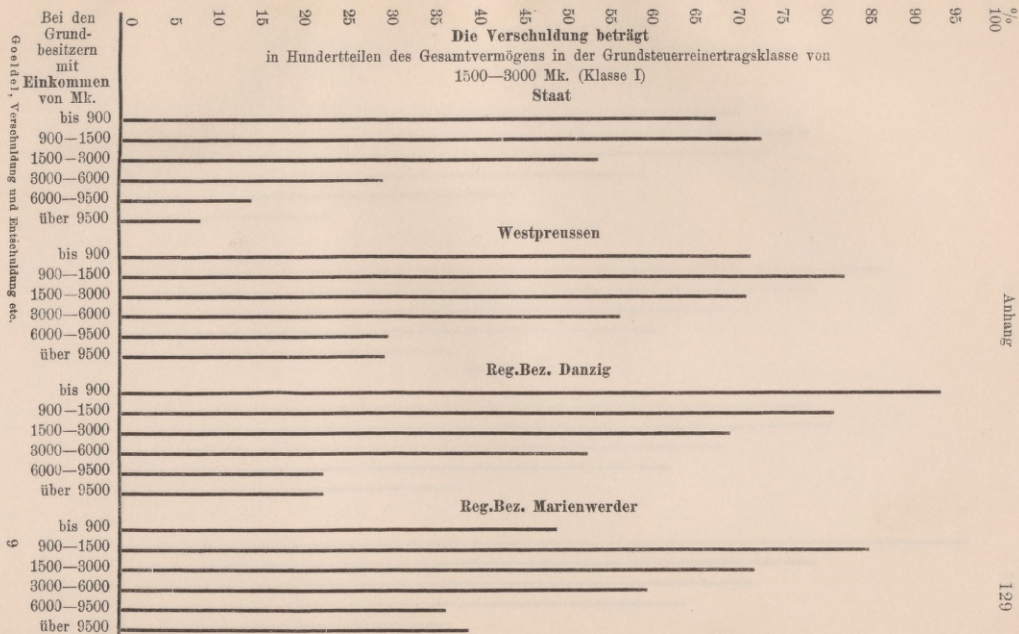 0 5 10 15 20 25 30 35 40 45 50 55 60 65 70 75 80 85 90 95 100 %
Bei den
Grund-
besitzern
mit
Einkommen
von Mk.
Die Verschuldung beträgt
in Hundertteilen des Gesamtvermögens in der Grundsteuerreinertragsklasse von
1500—3000 Mk. (Klasse I)
Staat
bis 900
900—1500
1500—3000
3000—6000
6000—9500
über 9500
Westpreussen
bis 900
900—1500
1500—3000
3000—6000
6000—9500
über 9500
Reg.Bez. Danzig
bis 900
900—1500
1500—3000
3000—6000
6000—9500
über 9500
Reg.Bez. Marienwerder
bis 900
900—1500
1500—3000
3000—6000
6000—9500
über 9500
Goeldel, Verschuldung und Entschuldung etc.
9
Anhang
129